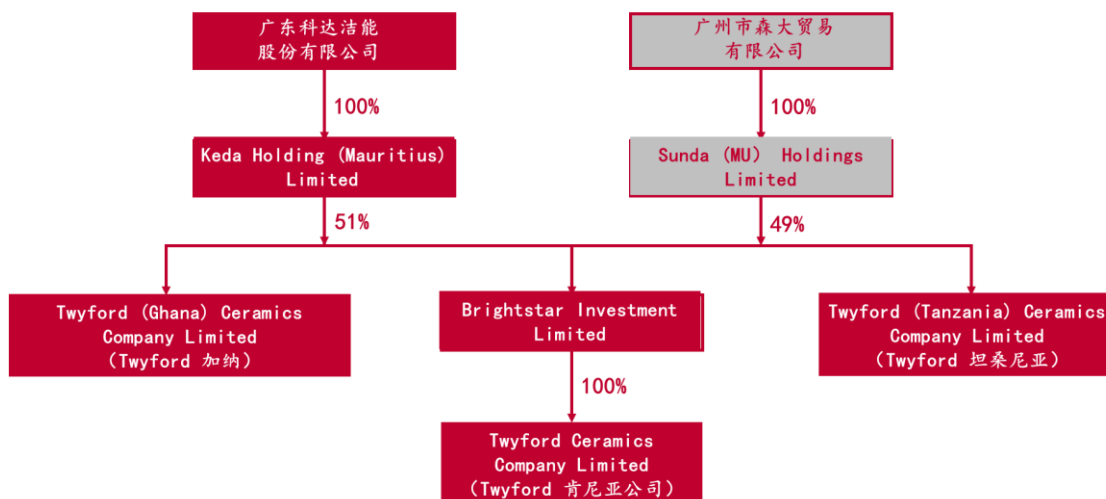 广东科达洁能
股份有限公司
广州市森大贸易
有限公司
100%
100%
Keda Holding (Mauritius)
Limited
Sunda (MU) Holdings
Limited
51%
49%
Twyford (Ghana) Ceramics
Company Limited
(Twyford 加纳)
Brightstar Investment
Limited
Twyford (Tanzania) Ceramics
Company Limited
(Twyford 坦桑尼亚)
100%
Twyford Ceramics
Company Limited
(Twyford 肯尼亚公司)